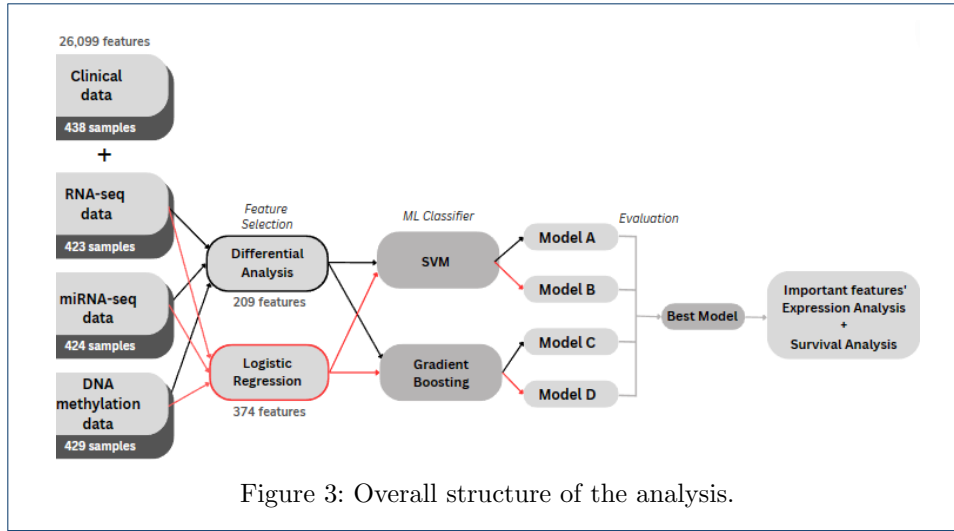 26,099 features
Clinical
data
438 samples
+
RNA-seq
data
423 samples
miRNA-seq
data
424 samples
DNA
methylation
data
429 samples
Feature
Selection
Differential
Analysis
209 features
Logistic
Regression
374 features
ML Classifier
SVM
Gradient
Boosting
Model A
Model B
Model C
Model D
Evaluation
Best Model
Important features'
Expression Analysis
+
Survival Analysis
Figure 3: Overall structure of the analysis.